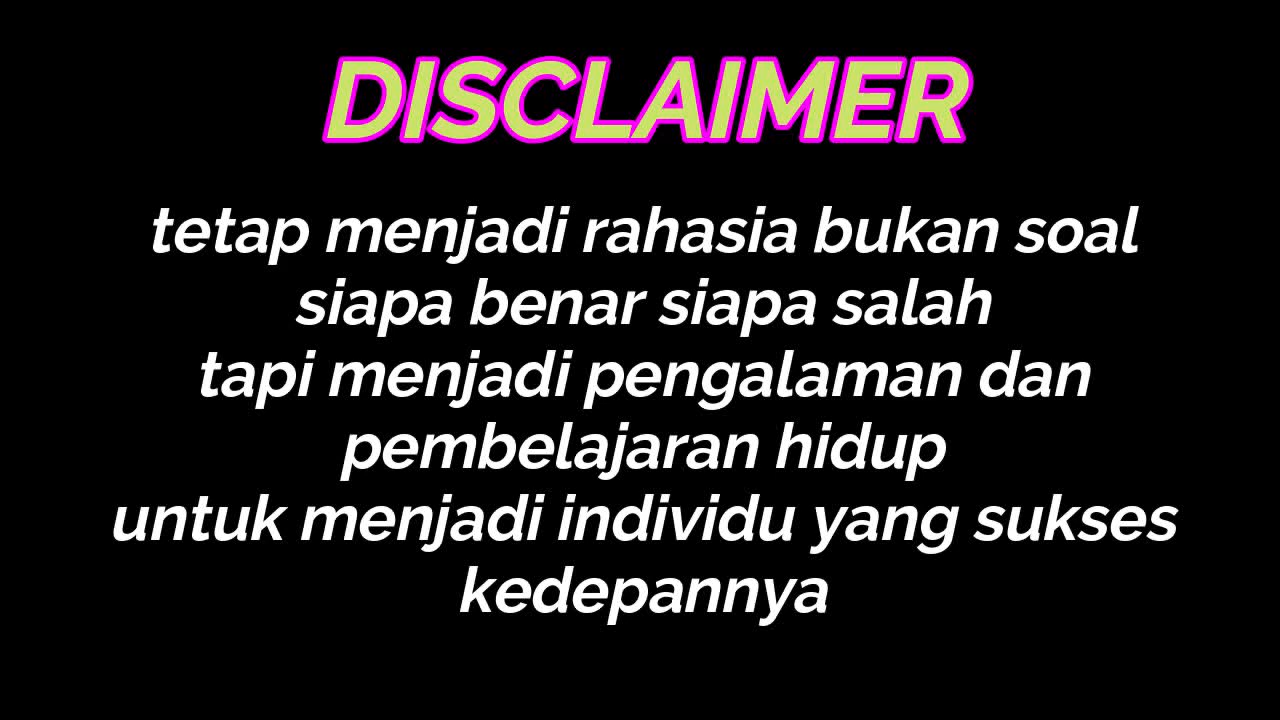 DISCLAIMER
tetap menjadi rahasia bukan soal
siapa benar siapa salah
tapi menjadi pengalaman dan
pembelajaran hidup
untuk menjadi individu yang sukses
kedepannya